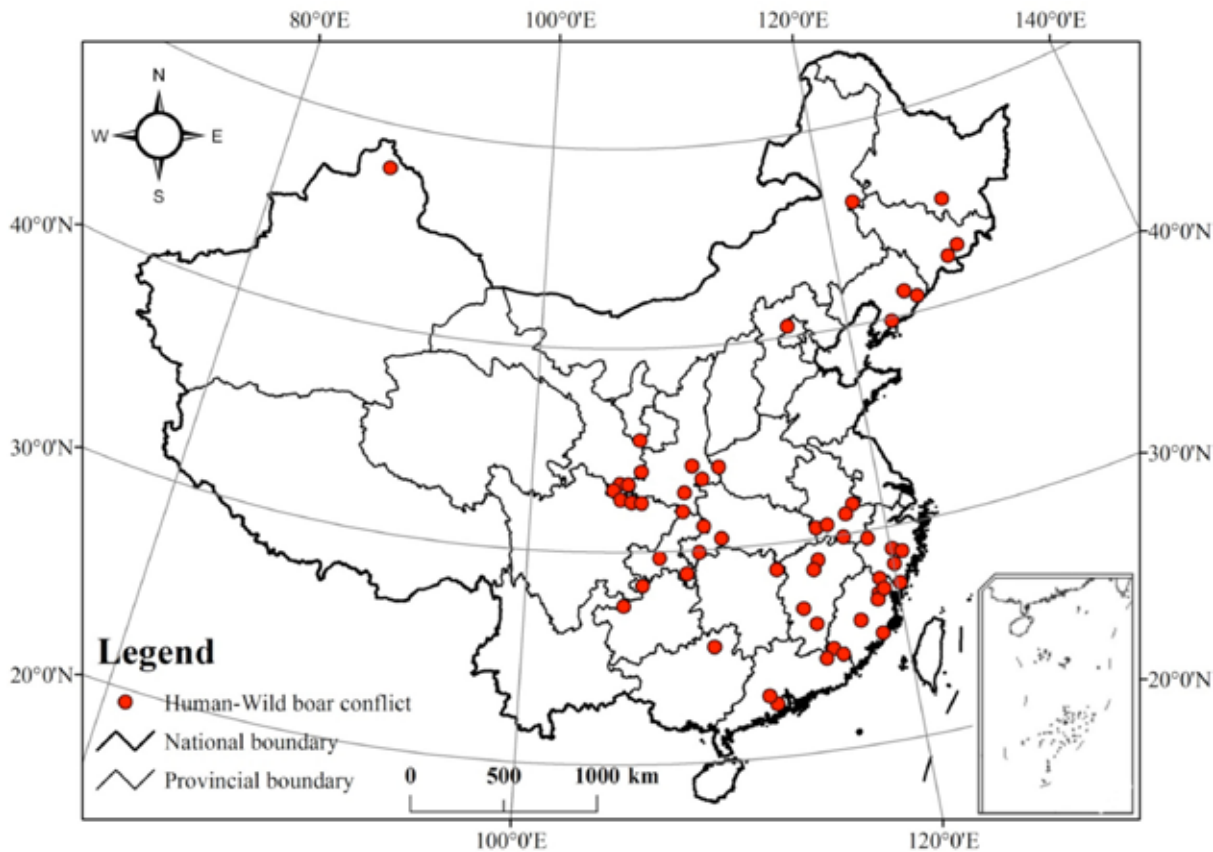 80°0'E 100°0'E 120°0'E 140°0'E
N
W E
S
40°0'N 40°0'N
30°0'N 30°0'N
20°0'N 20°0'N
Legend
Human-Wild boar conflict
National boundary
Provincial boundary
0 500 1000 km
100°0'E 120°0'E